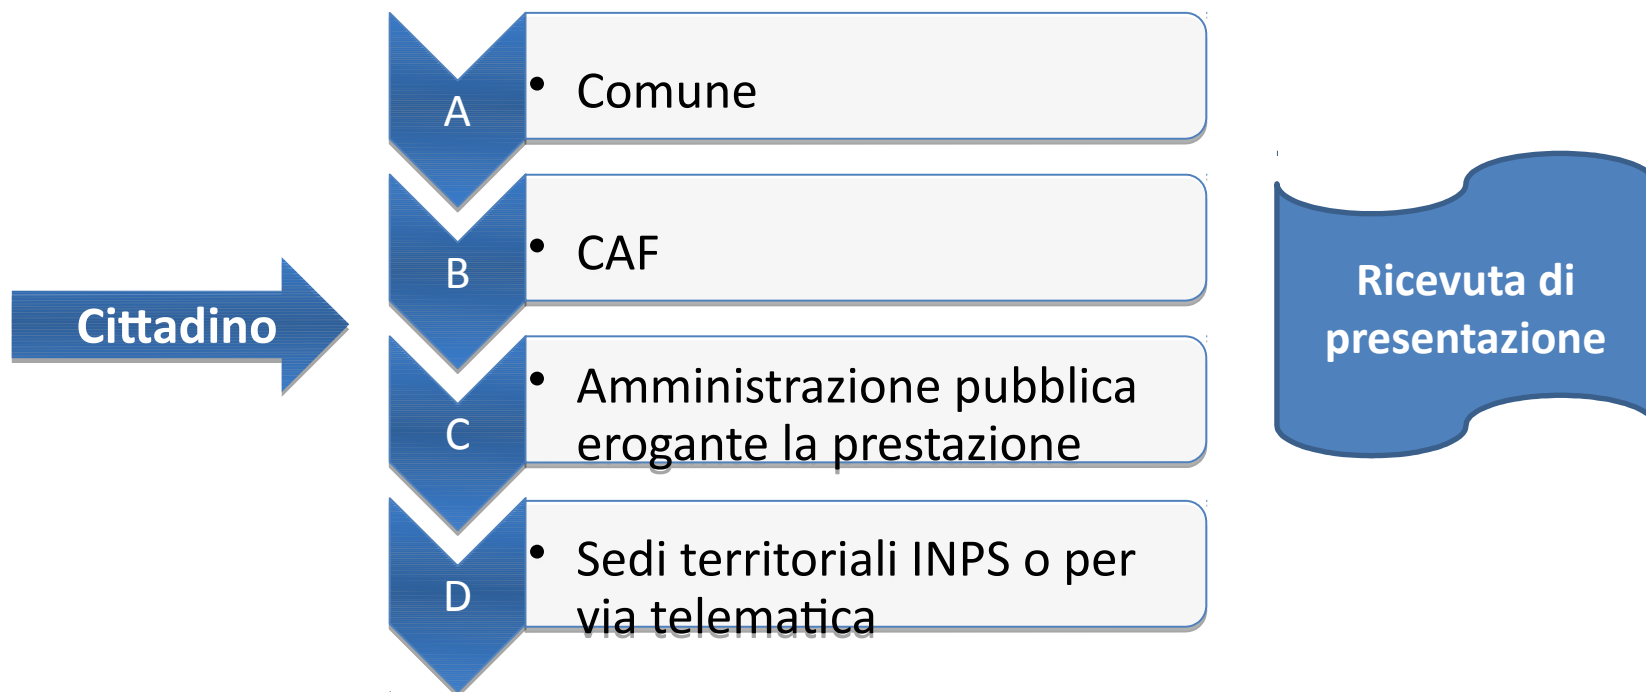 Cittadino
A
• Comune
B
• CAF
C
• Amministrazione pubblica
erogante la prestazione
D
• Sedi territoriali INPS o per
via telematica
Ricevuta di
presentazione